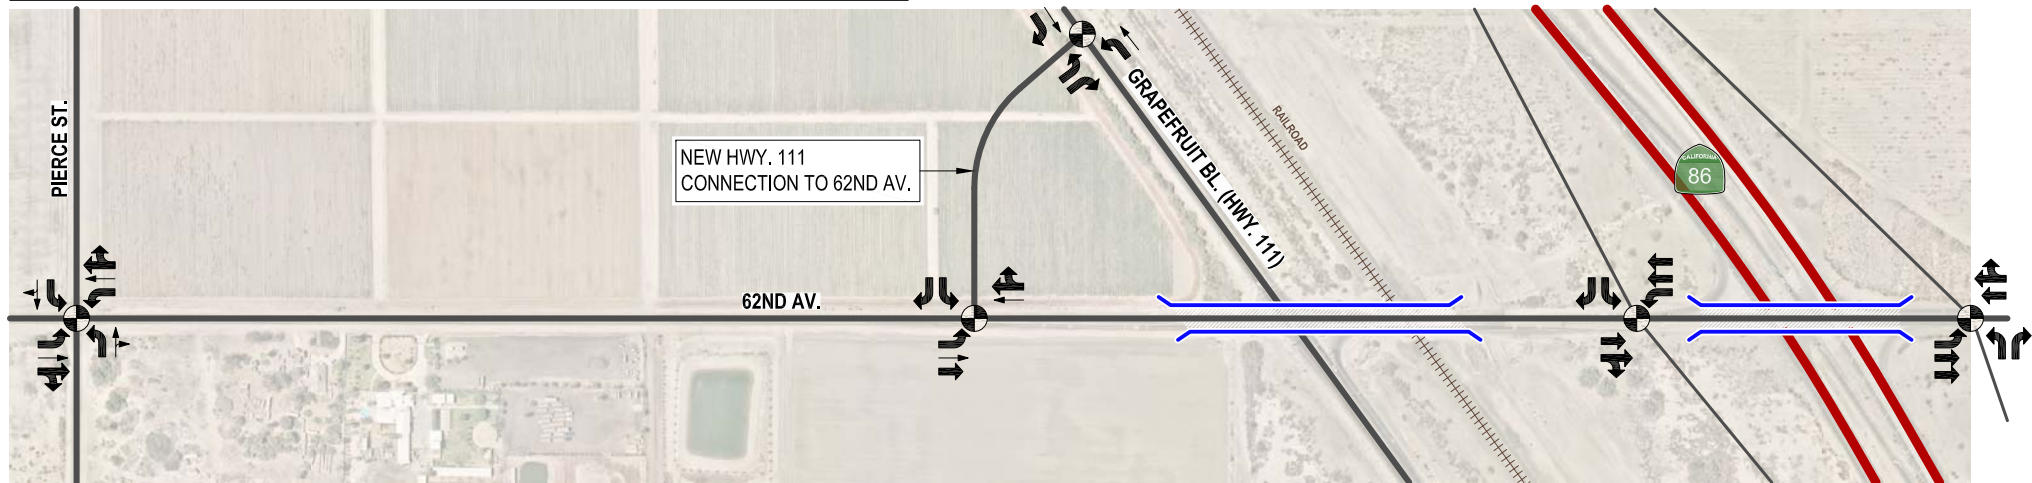 PIERCE ST.
NEW HWY. 111
CONNECTION TO 62ND AV.
62ND AV.
GRAPEFRUIT BL. (HWY. 111)
RAILROAD
CALIFORNIA
86